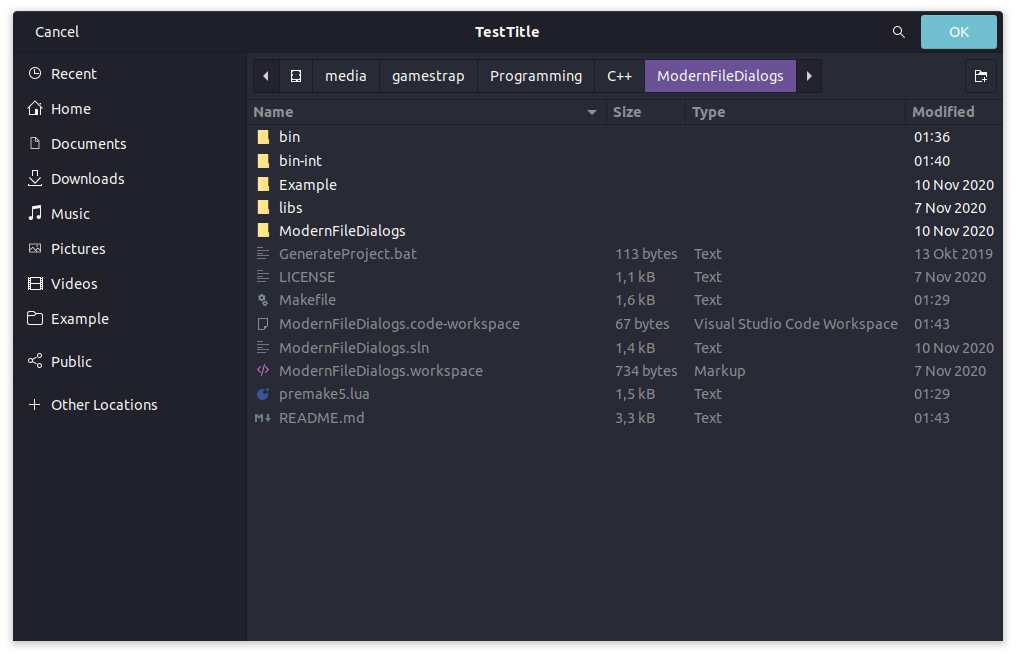 Cancel TestTitle OK
Recent
Home
Documents
Downloads
Music
Pictures
Videos
Example
Public
Other Locations
media gamestrap Programming C++ ModernFileDialogs
Name Size Type Modified
bin 01:36
bin-int 01:40
Example 10 Nov 2020
libs 7 Nov 2020
ModernFileDialogs 10 Nov 2020
GenerateProject.bat 113 bytes Text 13 Okt 2019
LICENSE 1,1 kB Text 7 Nov 2020
Makefile 1,6 kB Text 01:29
ModernFileDialogs.code-workspace 67 bytes Visual Studio Code Workspace 01:43
ModernFileDialogs.sln 1,4 kB Text 10 Nov 2020
ModernFileDialogs.workspace 734 bytes Markup 7 Nov 2020
premake5.lua 1,5 kB Text 01:29
README.md 3,3 kB Text 01:43